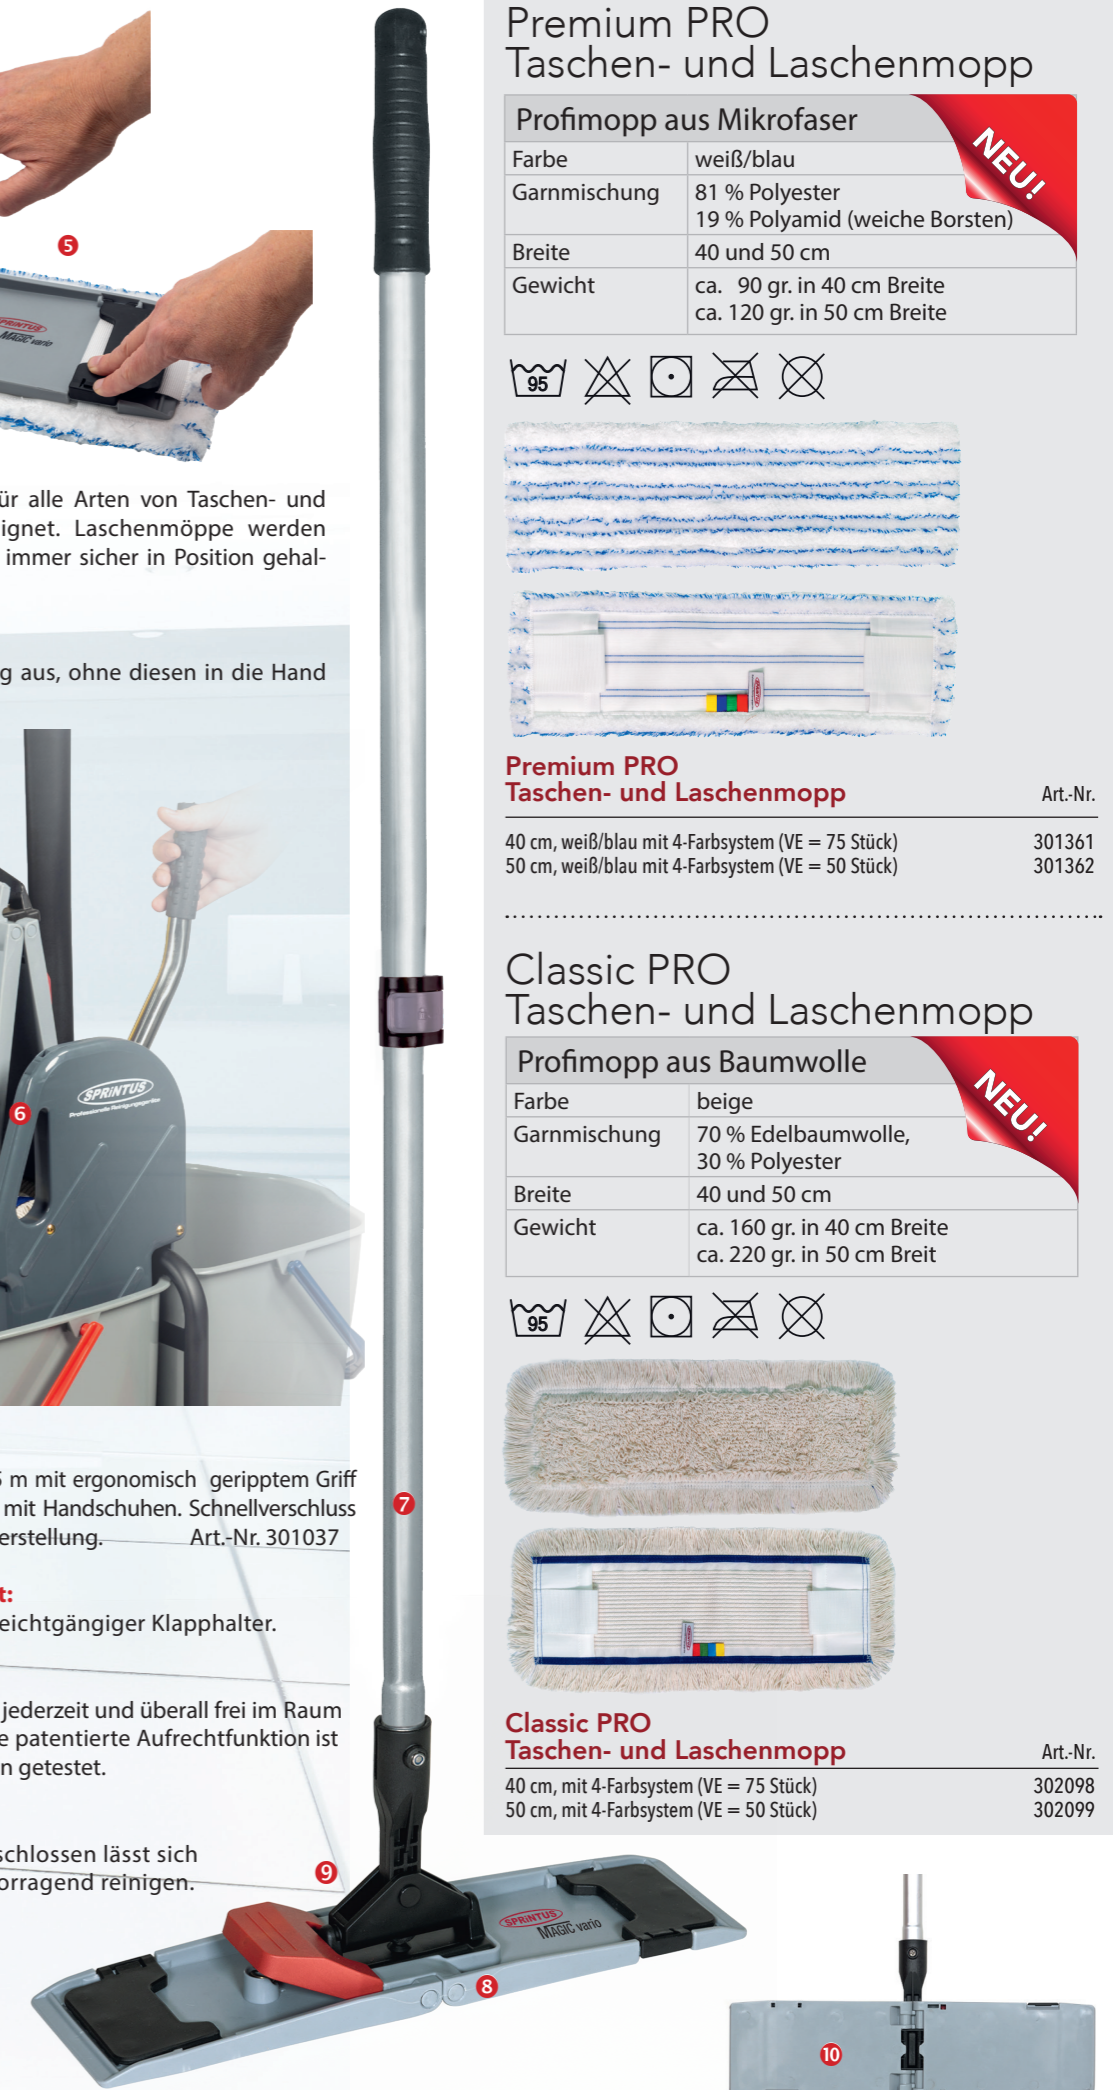 5
SPRINTUS
MAGIC vario
ür alle Arten von Taschen- und
ignet. Laschenmöppe werden
immer sicher in Position gehal-
g aus, ohne diesen in die Hand
SPRiNTUS
Professionelle Reinigungsgeräte
6
5 m mit ergonomisch geripptem Griff
mit Handschuhen. Schnellverschluss
erstellung. Art.-Nr. 301037
t:
eichtgängiger Klapphalter.
jederzeit und überall frei im Raum
e patentierte Aufrechtfunktion ist
n getestet.
schlossen lässt sich
orragend reinigen.
7
9
SPRiNTUS
MAGIC vario
8
Premium PRO
Taschen- und Laschenmopp
Profimopp aus Mikrofaser
NEU!
Farbe weiß/blau
Garnmischung 81 % Polyester
19 % Polyamid (weiche Borsten)
Breite 40 und 50 cm
Gewicht ca. 90 gr. in 40 cm Breite
ca. 120 gr. in 50 cm Breite
95
Premium PRO
Taschen- und Laschenmopp Art.-Nr.
40 cm, weiß/blau mit 4-Farbsystem (VE = 75 Stück) 301361
50 cm, weiß/blau mit 4-Farbsystem (VE = 50 Stück) 301362
Classic PRO
Taschen- und Laschenmopp
Profimopp aus Baumwolle
NEU!
Farbe beige
Garnmischung 70 % Edelbaumwolle,
30 % Polyester
Breite 40 und 50 cm
Gewicht ca. 160 gr. in 40 cm Breite
ca. 220 gr. in 50 cm Breit
95
Classic PRO
Taschen- und Laschenmopp Art.-Nr.
40 cm, mit 4-Farbsystem (VE = 75 Stück) 302098
50 cm, mit 4-Farbsystem (VE = 50 Stück) 302099
10